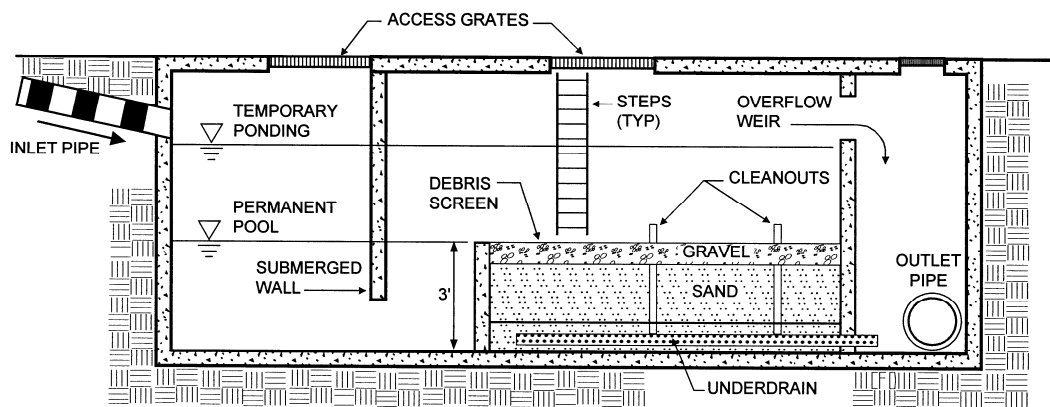 ACCESS GRATES
TEMPORARY
PONDING
INLET PIPE
STEPS
(TYP)
OVERFLOW
WEIR
DEBRIS
SCREEN
CLEANOUTS
PERMANENT
POOL
GRAVEL
SUBMERGED
WALL
3'
SAND
OUTLET
PIPE
UNDERDRAIN